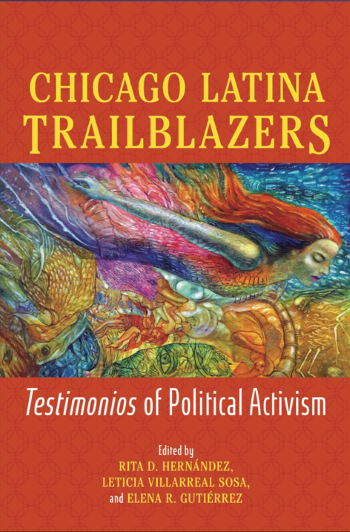 CHICAGO LATINA
TRAILBLAZERS
Testimonios of Political Activism
Edited by
RITA D. HERNÁNDEZ,
LETICIA VILLARREAL SOSA,
and ELENA R. GUTIÉRREZ